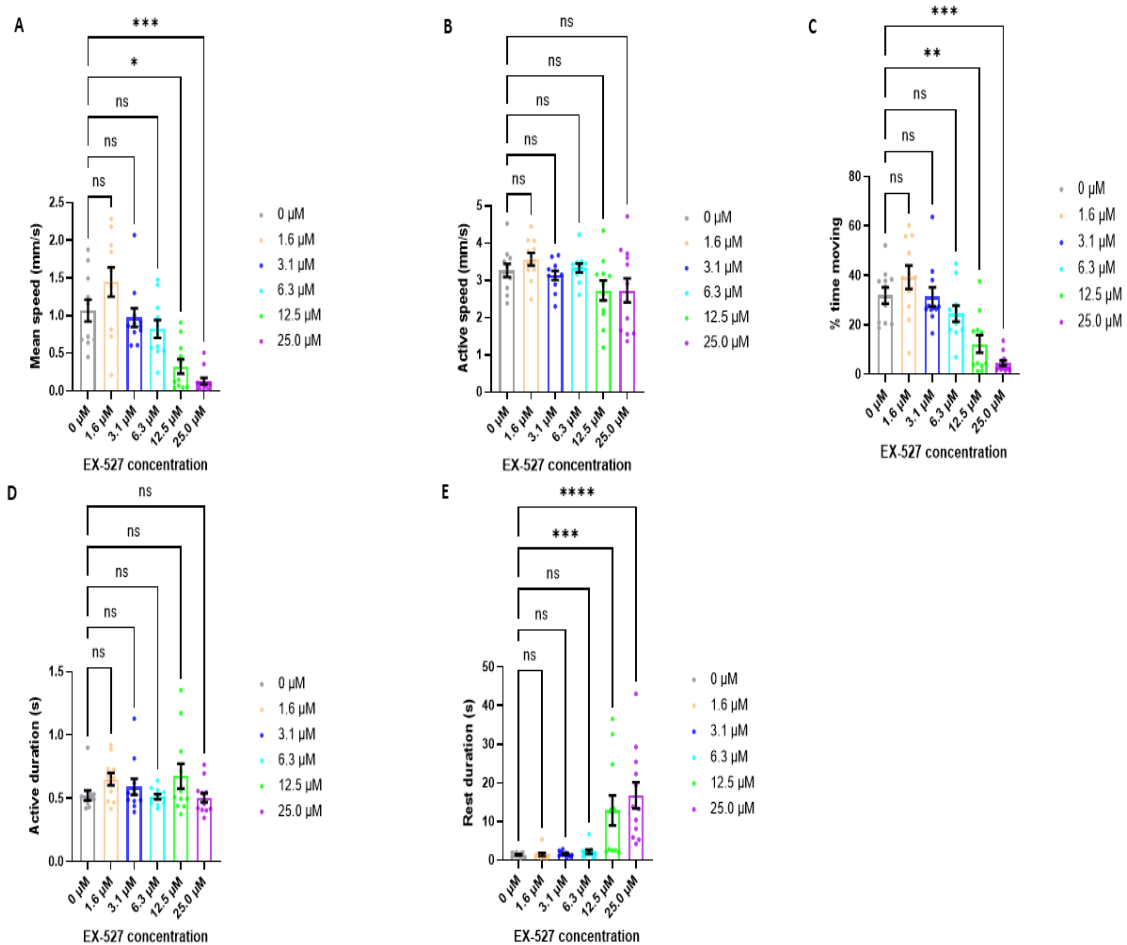 A
***
*
ns
ns
ns
Mean speed (mm/s)
2.5
2.0
1.5
1.0
0.5
0.0
0 µM
1.6 µM
3.1 µM
6.3 µM
12.5 µM
25.0 µM
EX-527 concentration
0 µM
1.6 µM
3.1 µM
6.3 µM
12.5 µM
25.0 µM
B
ns
ns
ns
ns
ns
Active speed (mm/s)
5
4
3
2
1
0
0 µM
1.6 µM
3.1 µM
6.3 µM
12.5 µM
25.0 µM
EX-527 concentration
0 µM
1.6 µM
3.1 µM
6.3 µM
12.5 µM
25.0 µM
C
***
**
ns
ns
ns
% time moving
80
60
40
20
0
0 µM
1.6 µM
3.1 µM
6.3 µM
12.5 µM
25.0 µM
EX-527 concentration
0 µM
1.6 µM
3.1 µM
6.3 µM
12.5 µM
25.0 µM
D
ns
ns
ns
ns
ns
Active duration (s)
1.5
1.0
0.5
0.0
0 µM
1.6 µM
3.1 µM
6.3 µM
12.5 µM
25.0 µM
EX-527 concentration
0 µM
1.6 µM
3.1 µM
6.3 µM
12.5 µM
25.0 µM
E
****
***
ns
ns
ns
Rest duration (s)
50
40
30
20
10
0
0 µM
1.6 µM
3.1 µM
6.3 µM
12.5 µM
25.0 µM
EX-527 concentration
0 µM
1.6 µM
3.1 µM
6.3 µM
12.5 µM
25.0 µM